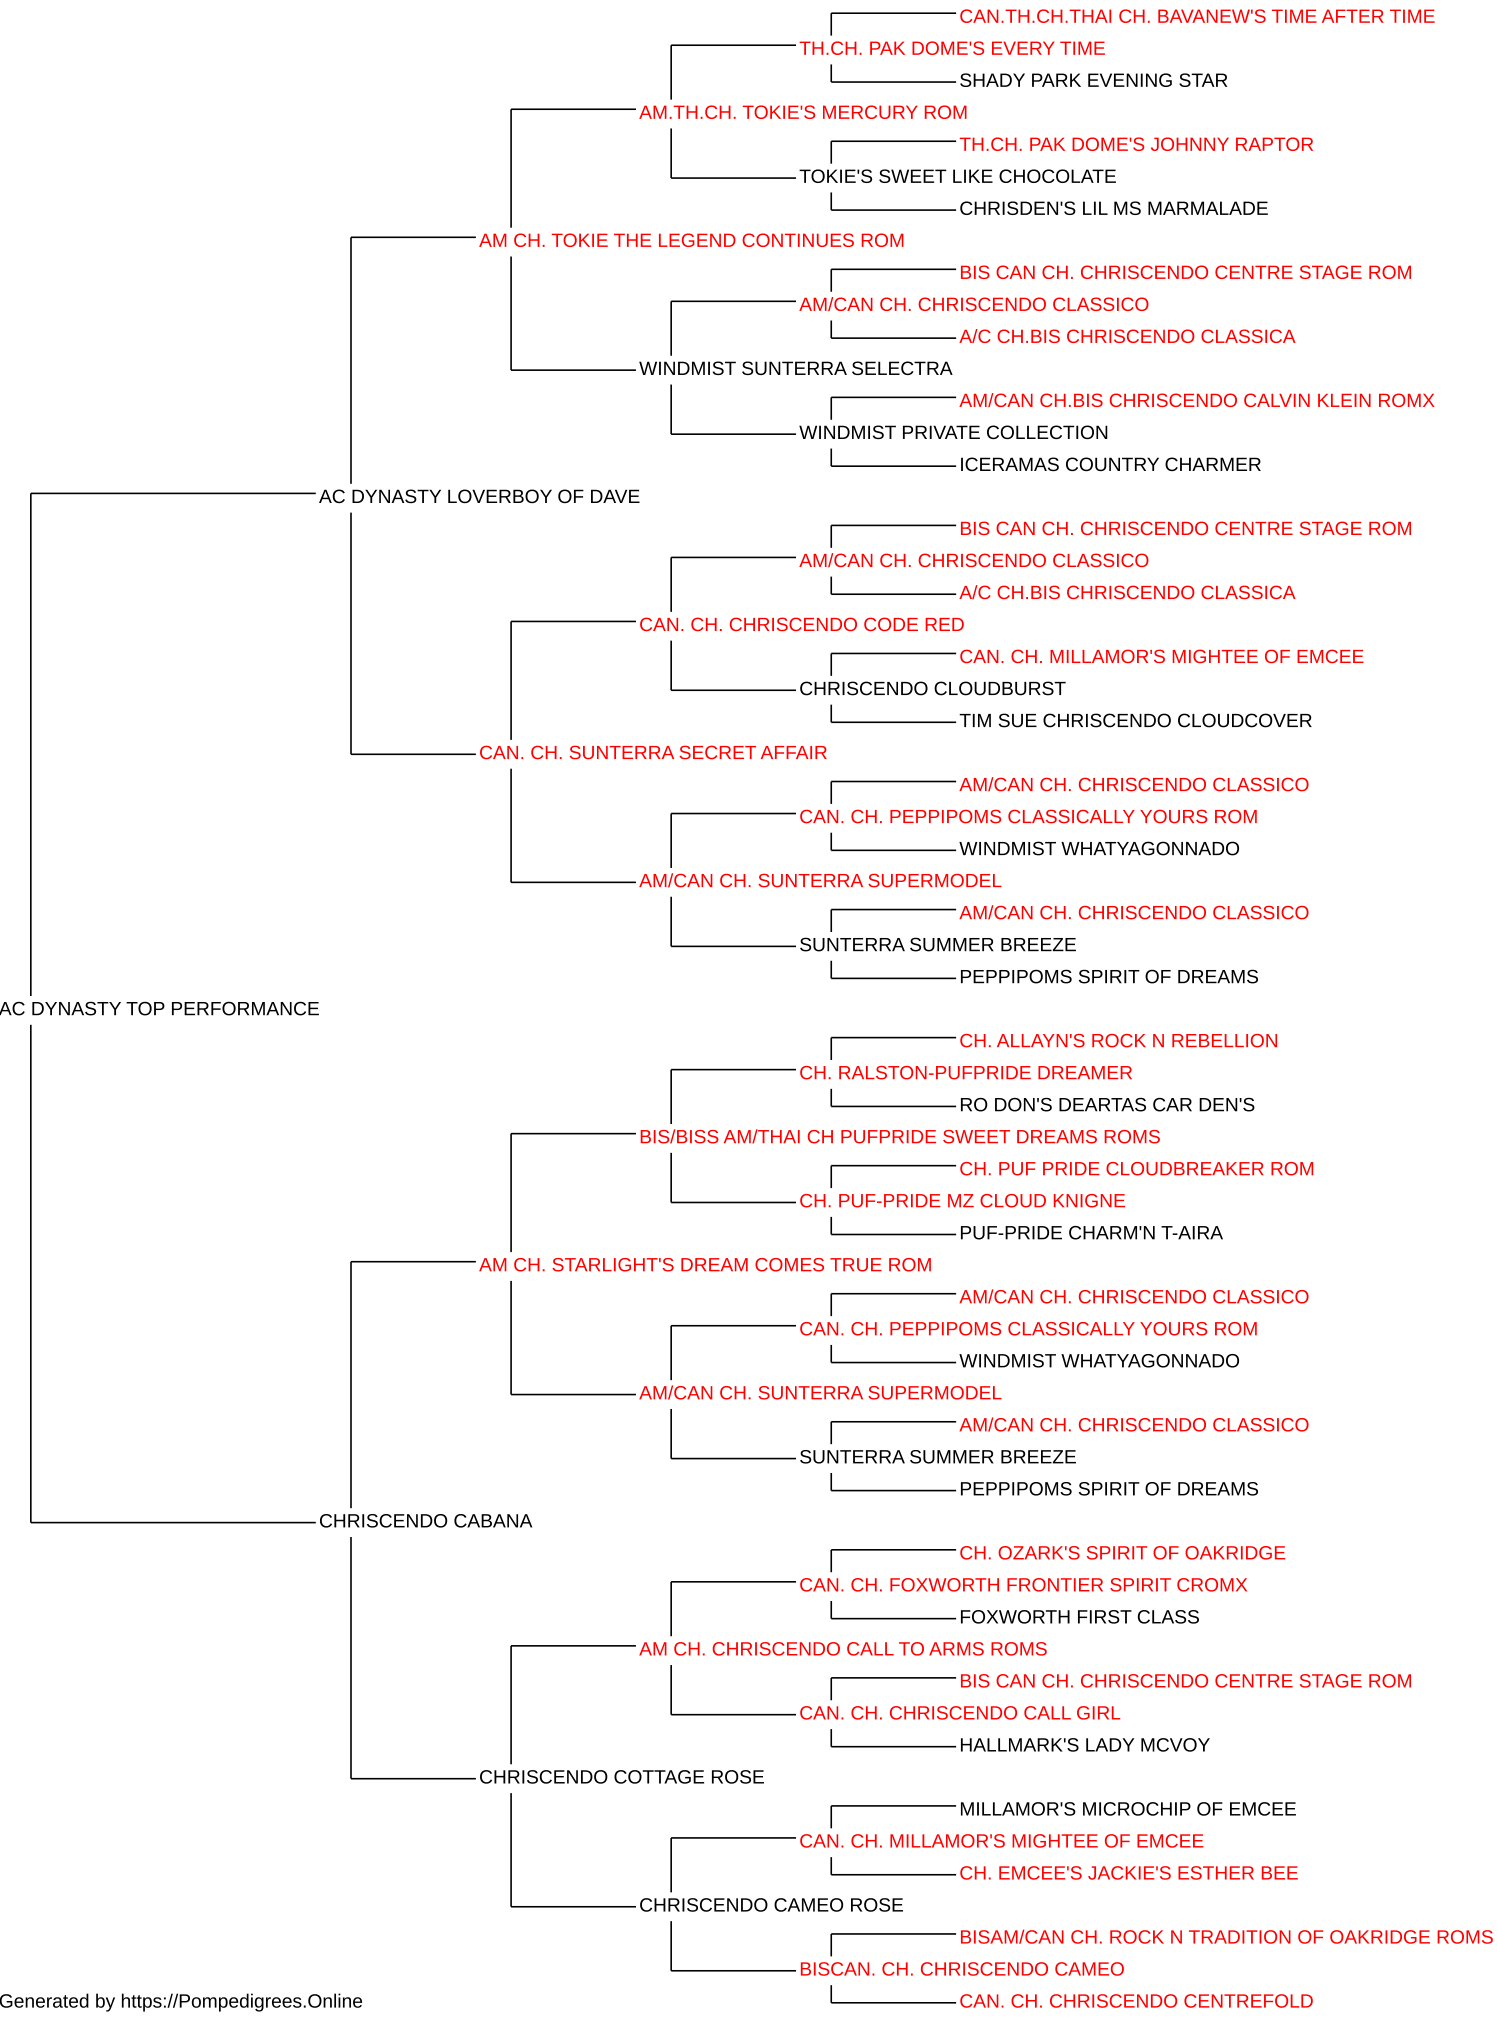 CAN.TH.CH.THAI CH. BAVANEW'S TIME AFTER TIME
TH.CH. PAK DOME'S EVERY TIME
SHADY PARK EVENING STAR
AM.TH.CH. TOKIE'S MERCURY ROM
TH.CH. PAK DOME'S JOHNNY RAPTOR
TOKIE'S SWEET LIKE CHOCOLATE
CHRISDEN'S LIL MS MARMALADE
AM CH. TOKIE THE LEGEND CONTINUES ROM
BIS CAN CH. CHRISCENDO CENTRE STAGE ROM
AM/CAN CH. CHRISCENDO CLASSICO
A/C CH.BIS CHRISCENDO CLASSICA
WINDMIST SUNTERRA SELECTRA
AM/CAN CH.BIS CHRISCENDO CALVIN KLEIN ROMX
WINDMIST PRIVATE COLLECTION
ICERAMAS COUNTRY CHARMER
AC DYNASTY LOVERBOY OF DAVE
BIS CAN CH. CHRISCENDO CENTRE STAGE ROM
AM/CAN CH. CHRISCENDO CLASSICO
A/C CH.BIS CHRISCENDO CLASSICA
CAN. CH. CHRISCENDO CODE RED
CAN. CH. MILLAMOR'S MIGHTEE OF EMCEE
CHRISCENDO CLOUDBURST
TIM SUE CHRISCENDO CLOUDCOVER
CAN. CH. SUNTERRA SECRET AFFAIR
AM/CAN CH. CHRISCENDO CLASSICO
CAN. CH. PEPPIPOMS CLASSICALLY YOURS ROM
WINDMIST WHATYAGONNADO
AM/CAN CH. SUNTERRA SUPERMODEL
AM/CAN CH. CHRISCENDO CLASSICO
SUNTERRA SUMMER BREEZE
PEPPIPOMS SPIRIT OF DREAMS
AC DYNASTY TOP PERFORMANCE
CH. ALLAYN'S ROCK N REBELLION
CH. RALSTON-PUFPRIDE DREAMER
RO DON'S DEARTAS CAR DEN'S
BIS/BISS AM/THAI CH PUFPRIDE SWEET DREAMS ROMS
CH. PUF PRIDE CLOUDBREAKER ROM
CH. PUF-PRIDE MZ CLOUD KNIGNE
PUF-PRIDE CHARM'N T-AIRA
AM CH. STARLIGHT'S DREAM COMES TRUE ROM
AM/CAN CH. CHRISCENDO CLASSICO
CAN. CH. PEPPIPOMS CLASSICALLY YOURS ROM
WINDMIST WHATYAGONNADO
AM/CAN CH. SUNTERRA SUPERMODEL
AM/CAN CH. CHRISCENDO CLASSICO
SUNTERRA SUMMER BREEZE
PEPPIPOMS SPIRIT OF DREAMS
CHRISCENDO CABANA
CH. OZARK'S SPIRIT OF OAKRIDGE
CAN. CH. FOXWORTH FRONTIER SPIRIT CROMX
FOXWORTH FIRST CLASS
AM CH. CHRISCENDO CALL TO ARMS ROMS
BIS CAN CH. CHRISCENDO CENTRE STAGE ROM
CAN. CH. CHRISCENDO CALL GIRL
HALLMARK'S LADY MCVOY
CHRISCENDO COTTAGE ROSE
MILLAMOR'S MICROCHIP OF EMCEE
CAN. CH. MILLAMOR'S MIGHTEE OF EMCEE
CH. EMCEE'S JACKIE'S ESTHER BEE
CHRISCENDO CAMEO ROSE
BISAM/CAN CH. ROCK N TRADITION OF OAKRIDGE ROMS
BISCAN. CH. CHRISCENDO CAMEO
CAN. CH. CHRISCENDO CENTREFOLD
Generated by https://Pompedigrees.Online